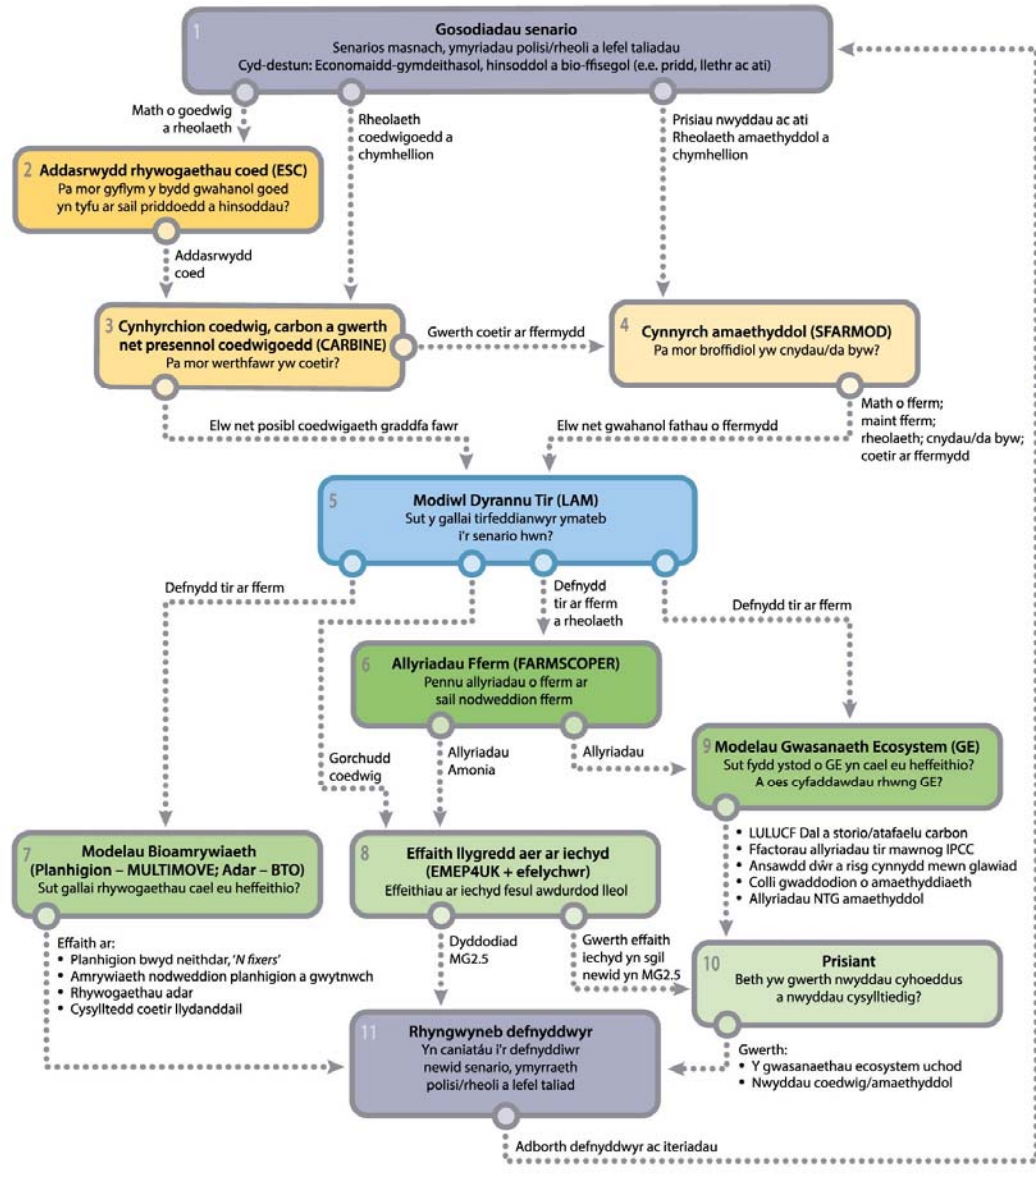 1
Gosodiadau senario
Senarios masnach, ymyriadau polisi/rheoli a lefel taliadau
Cyd-destun: Economaidd-gymdeithasol, hinsoddol a bio-ffisegol (e.e. pridd, llethr ac ati)
Math o goedwig
a rheolaeth
Rheolaeth
coedwigoedd a
chymhellion
Prisiau nwyddau ac ati
Rheolaeth amaethyddol a
chymhellion
2
Addasrwydd rhywogaethau coed (ESC)
Pa mor gyflym y bydd gwahanol goed
yn tyfu ar sail priddoedd a hinsoddau?
Addasrwydd
coed
3
Cynhyrchion coedwig, carbon a gwerth
net presennol coedwigoedd (CARBINE)
Pa mor werthfawr yw coetir?
Gwerth coetir ar ffermydd
4
Cynnyrch amaethyddol (SFARMOD)
Pa mor broffidiol yw cnydau/da byw?
Elw net posibl coedwigaeth graddfa fawr
Elw net gwahanol fathau o ffermydd
Math o fferm;
maint fferm;
rheolaeth; cnydau/da byw;
coetir ar ffermydd
5
Modiwl Dyrannu Tir (LAM)
Sut y gallai tirfeddianwyr ymateb
i'r senario hwn?
Defnydd tir ar fferm
Defnydd
tir ar fferm
a rheolaeth
Defnydd tir ar fferm
6
Allyriadau Fferm (FARMSCOPER)
Pennu allyriadau o fferm ar
sail nodweddion fferm
Gorchudd
coedwig
Allyriadau
Amonia
Allyriadau
9
Modelau Gwasanaeth Ecosystem (GE)
Sut fydd ystod o GE yn cael eu heffeithio?
A oes cyfaddawdau rhwng GE?
7
Modelau Bioamrywiaeth
(Planhigion – MULTIMOVE; Adar – BTO)
Sut gallai rhywogaethau cael eu heffeithio?
8
Effaith llygredd aer ar iechyd
(EMEP4UK + efelychwr)
Effeithiau ar iechyd fesul awdurdod lleol
• LULUCF Dal a storio/atafaelu carbon
• Ffactorau allyriadau tir mawnog IPCC
• Ansawdd dŵr a risg cynnydd mewn glawiad
• Colli gwaddodion o amaethyddiaeth
• Allyriadau NTG amaethyddol
Effaith ar:
• Planhigion bwyd neithdar, 'N fixers'
• Amrywiaeth nodweddion planhigion a gwytnwch
• Rhywogaethau adar
• Cysylltedd coetir llydanddail
Dyddodiad
MG2.5
Gwerth effaith
iechyd yn sgil
newid yn MG2.5
10
Prisiant
Beth yw gwerth nwyddau cyhoeddus
a nwyddau cysylltiedig?
11
Rhyngwyneb defnyddwyr
Yn caniatáu i'r defnyddiwr
newid senario, ymyrraeth
polisi/rheoli a lefel taliad
Gwerth:
• Y gwasanaethau ecosystem uchod
• Nwyddau coedwig/amaethyddol
Adborth defnyddwyr ac iteriadau